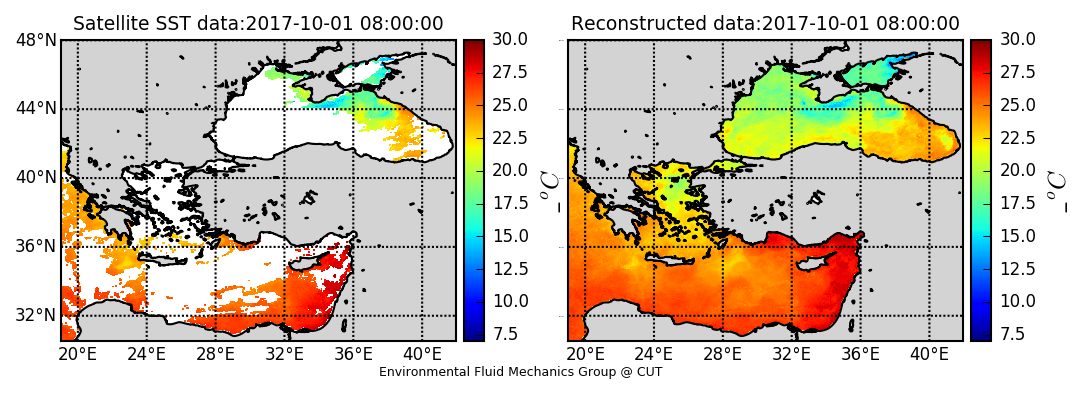 Satellite SST data:2017-10-01 08:00:00
48°N
44°N
40°N
36°N
32°N
20°E 24°E 28°E 32°E 36°E 40°E
30.0
27.5
25.0
22.5
20.0
17.5
15.0
12.5
10.0
7.5
_°C
Reconstructed data:2017-10-01 08:00:00
20°E 24°E 28°E 32°E 36°E 40°E
30.0
27.5
25.0
22.5
20.0
17.5
15.0
12.5
10.0
7.5
_°C
Environmental Fluid Mechanics Group @ CUT